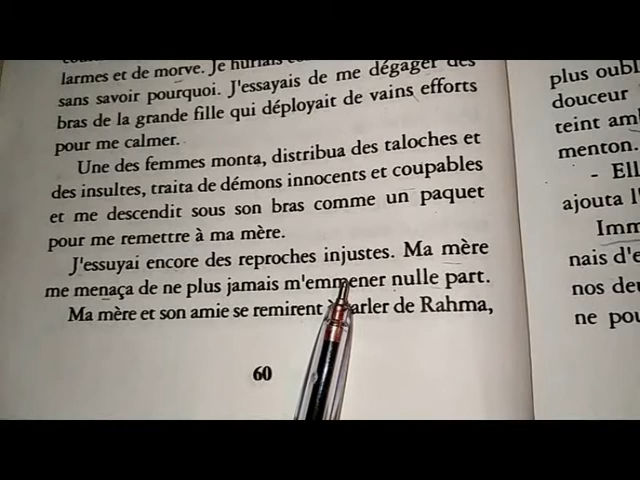 larmes et de morve. Je hurlais
sans savoir pourquoi. J'essayais de me dégager des
bras de la grande fille qui déployait de vains efforts
pour me calmer.
Une des femmes monta, distribua des taloches et
des insultes, traita de démons innocents et coupables
et me descendit sous son bras comme un paquet
pour me remettre à ma mère.
J'essuyai encore des reproches injustes. Ma mère
me menaça de ne plus jamais m'emmener nulle part.
Ma mère et son amie se remirent à parler de Rahma,
60
plus oubl
douceur
teint am
menton.
- Ell
ajouta l'
Imm
nais d'e
nos deu
ne pou